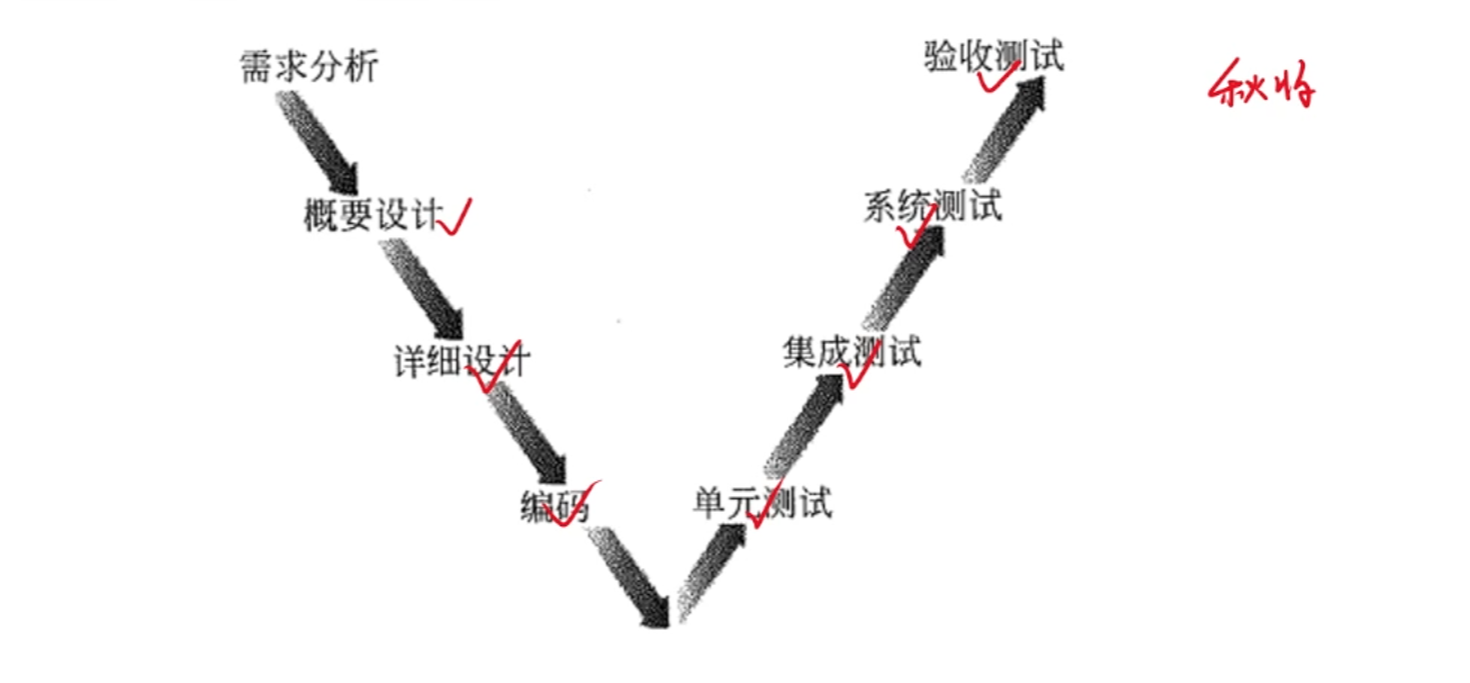 需求分析
验收测试
概要设计
系统测试
详细设计
集成测试
编码
单元测试